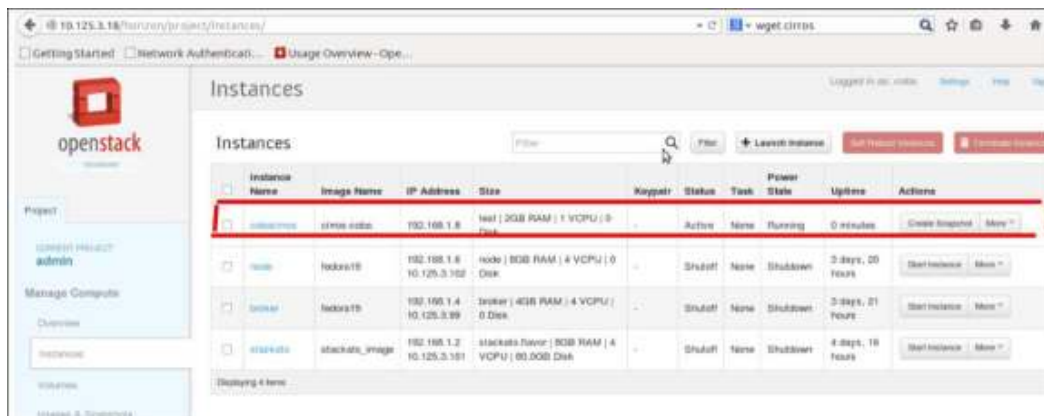 10.125.3.18/horizon/project/instances/
wget cirros
Getting Started Network Authenticati... Usage Overview - Ope...
Instances
Logged in as:
Settings Help
openstack
Instances
Filter
Filter
+ Launch Instance
Soft Reboot Instances
Terminate Instances
Instance Name Image Name IP Address Size Keypair Status Task Power State Uptime Actions
192.168.1.8 test | 2GB RAM | 1 VCPU | 0 Disk - Active None Running 0 minutes Create Snapshot More
node fedora19 192.168.1.6 10.125.3.102 node | 8GB RAM | 4 VCPU | 0 Disk - Shutoff None Shutdown 3 days, 20 hours Start Instance More
broker fedora19 192.168.1.4 10.125.3.99 broker | 4GB RAM | 4 VCPU | 0 Disk - Shutoff None Shutdown 3 days, 21 hours Start Instance More
stackato stackato_image 192.168.1.2 10.125.3.101 stackato.flavor | 8GB RAM | 4 VCPU | 80.0GB Disk - Shutoff None Shutdown 4 days, 19 hours Start Instance More
Displaying 4 items
Project
CURRENT PROJECT
admin
Manage Compute
Overview
Instances
Volumes
Images & Snapshots